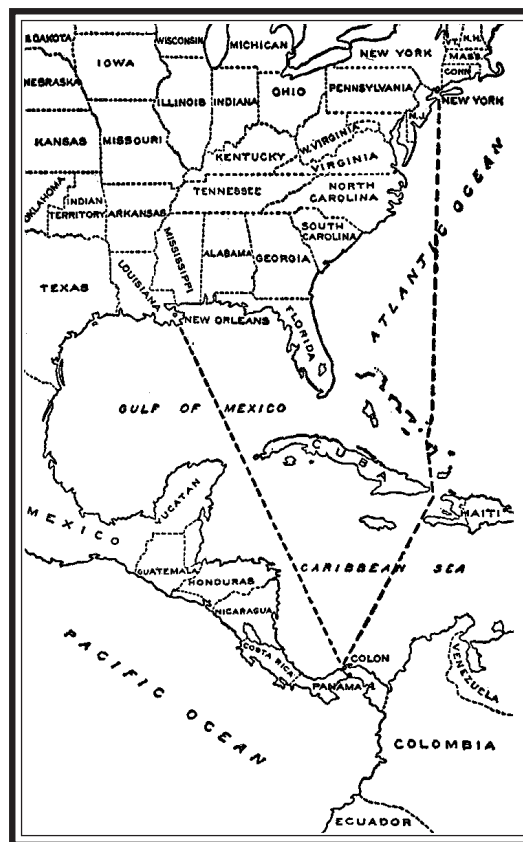 S. DAKOTA
WISCONSIN
MICHIGAN
NEW YORK
VT.
N.H.
MASS.
CONN
IOWA
NEBRASKA
ILLINOIS
INDIANA
OHIO
PENNSYLVANIA
NEW YORK
N.J.
KANSAS
MISSOURI
KENTUCKY
W. VIRGINIA
VIRGINIA
OKLAHOMA
INDIAN
TERRITORY
ARKANSAS
TENNESSEE
NORTH
CAROLINA
SOUTH
CAROLINA
MISSISSIPPI
ALABAMA
GEORGIA
ATLANTIC OCEAN
TEXAS
LOUISIANA
NEW ORLEANS
FLORIDA
GULF OF MEXICO
CUBA
YUCATAN
HAITI
MEXICO
GUATEMALA
HONDURAS
CARIBBEAN SEA
NICARAGUA
COSTA RICA
COLON
PANAMA
VENEZUELA
PACIFIC OCEAN
COLOMBIA
ECUADOR